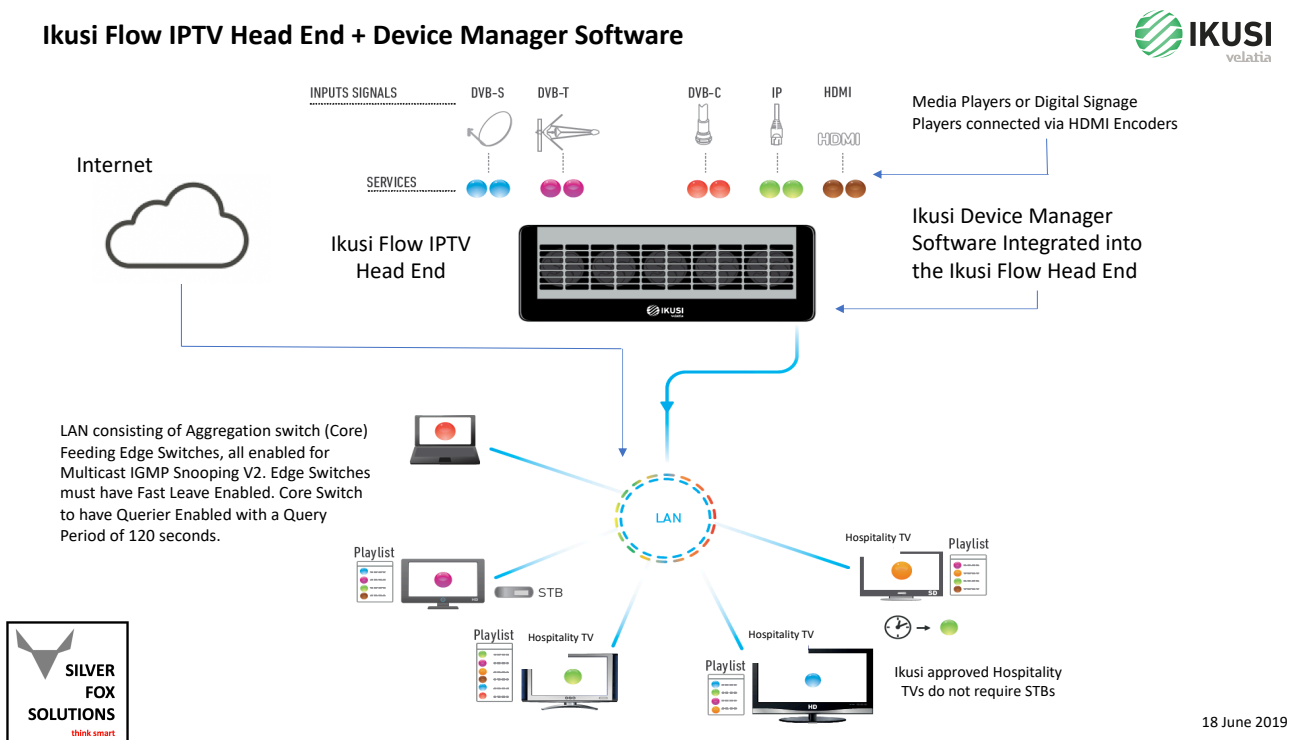 Ikusi Flow IPTV Head End + Device Manager Software
IKUSI
velatia
INPUTS SIGNALS
DVB-S
DVB-T
DVB-C
IP
HDMI
HDMI
Media Players or Digital Signage
Players connected via HDMI Encoders
Internet
SERVICES
Ikusi Flow IPTV
Head End
Ikusi Device Manager
Software Integrated into
the Ikusi Flow Head End
IKUSI
velatia
LAN consisting of Aggregation switch (Core)
Feeding Edge Switches, all enabled for
Multicast IGMP Snooping V2. Edge Switches
must have Fast Leave Enabled. Core Switch
to have Querier Enabled with a Query
Period of 120 seconds.
LAN
Playlist
HD
STB
Hospitality TV
Playlist
SD
Playlist
Hospitality TV
Hospitality TV
Playlist
HD
Ikusi approved Hospitality
TVs do not require STBs
SILVER
FOX
SOLUTIONS
think smart
18 June 2019